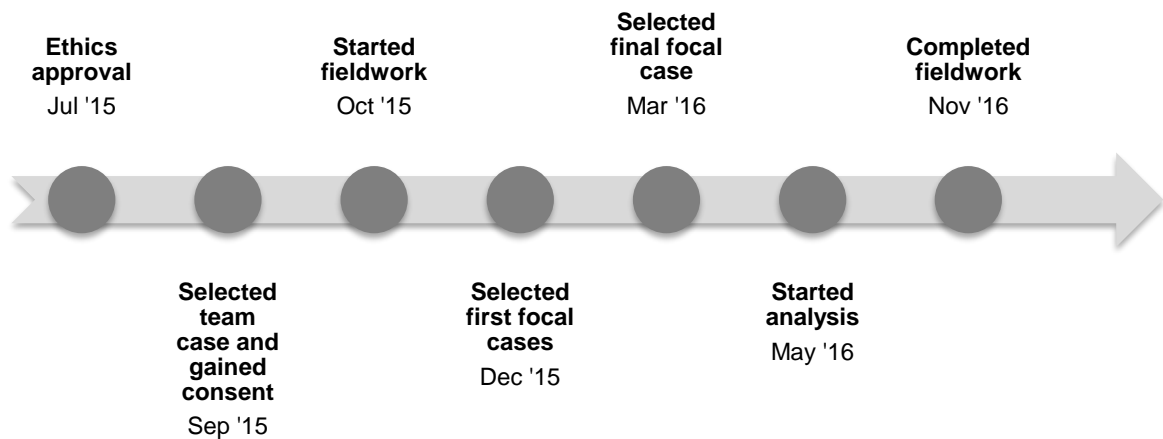 Ethics
approval
Jul '15
Selected
team
case and
gained
consent
Sep '15
Started
fieldwork
Oct '15
Selected
first focal
cases
Dec '15
Selected
final focal
case
Mar '16
Started
analysis
May '16
Completed
fieldwork
Nov '16